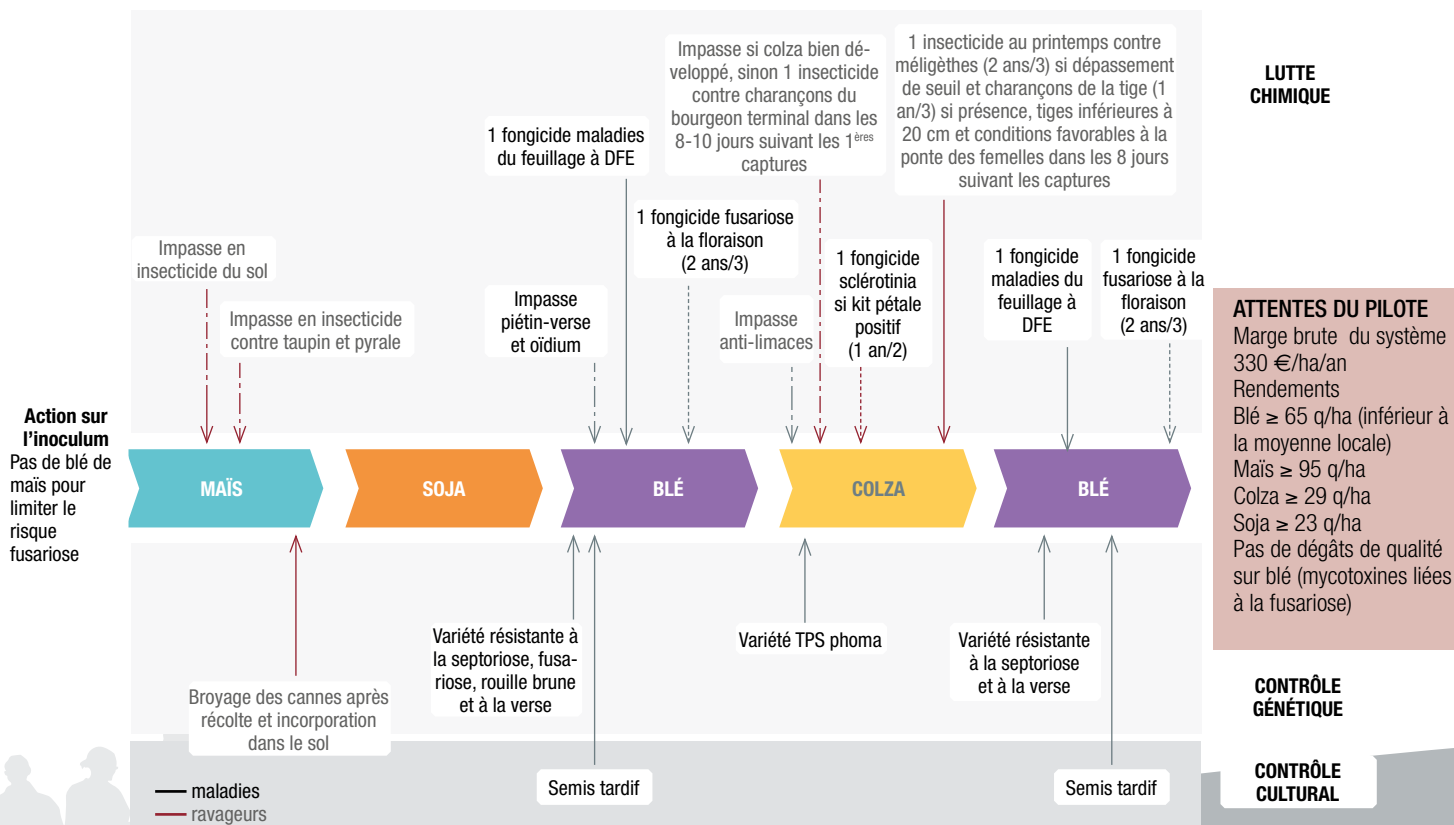 Impasse si colza bien dé-
veloppé, sinon 1 insecticide
contre charançons du
bourgeon terminal dans les
8-10 jours suivant les 1ères
captures
1 insecticide au printemps contre
méligèthes (2 ans/3) si dépassement
de seuil et charançons de la tige (1
an/3) si présence, tiges inférieures à
20 cm et conditions favorables à la
ponte des femelles dans les 8 jours
suivant les captures
LUTTE
CHIMIQUE
1 fongicide maladies
du feuillage à DFE
1 fongicide fusariose
à la floraison
(2 ans/3)
Impasse en
insecticide du sol
Impasse en insecticide
contre taupin et pyrale
Impasse
piétin-verse
et oïdium
Impasse
anti-limaces
1 fongicide
sclérotinia
si kit pétale
positif
(1 an/2)
1 fongicide
maladies du
feuillage à
DFE
1 fongicide
fusariose à la
floraison
(2 ans/3)
ATTENTES DU PILOTE
Marge brute du système
330 €/ha/an
Rendements
Blé ≥ 65 q/ha (inférieur à
la moyenne locale)
Maïs ≥ 95 q/ha
Colza ≥ 29 q/ha
Soja ≥ 23 q/ha
Pas de dégâts de qualité
sur blé (mycotoxines liées
à la fusariose)
Action sur
l'inoculum
Pas de blé de
maïs pour
limiter le
risque
fusariose
MAÏS
SOJA
BLÉ
COLZA
BLÉ
Broyage des cannes après
récolte et incorporation
dans le sol
Variété résistante à
la septoriose, fusa-
riose, rouille brune
et à la verse
Variété TPS phoma
Variété résistante
à la septoriose
et à la verse
CONTRÔLE
GÉNÉTIQUE
Semis tardif
Semis tardif
CONTRÔLE
CULTURAL
maladies
ravageurs